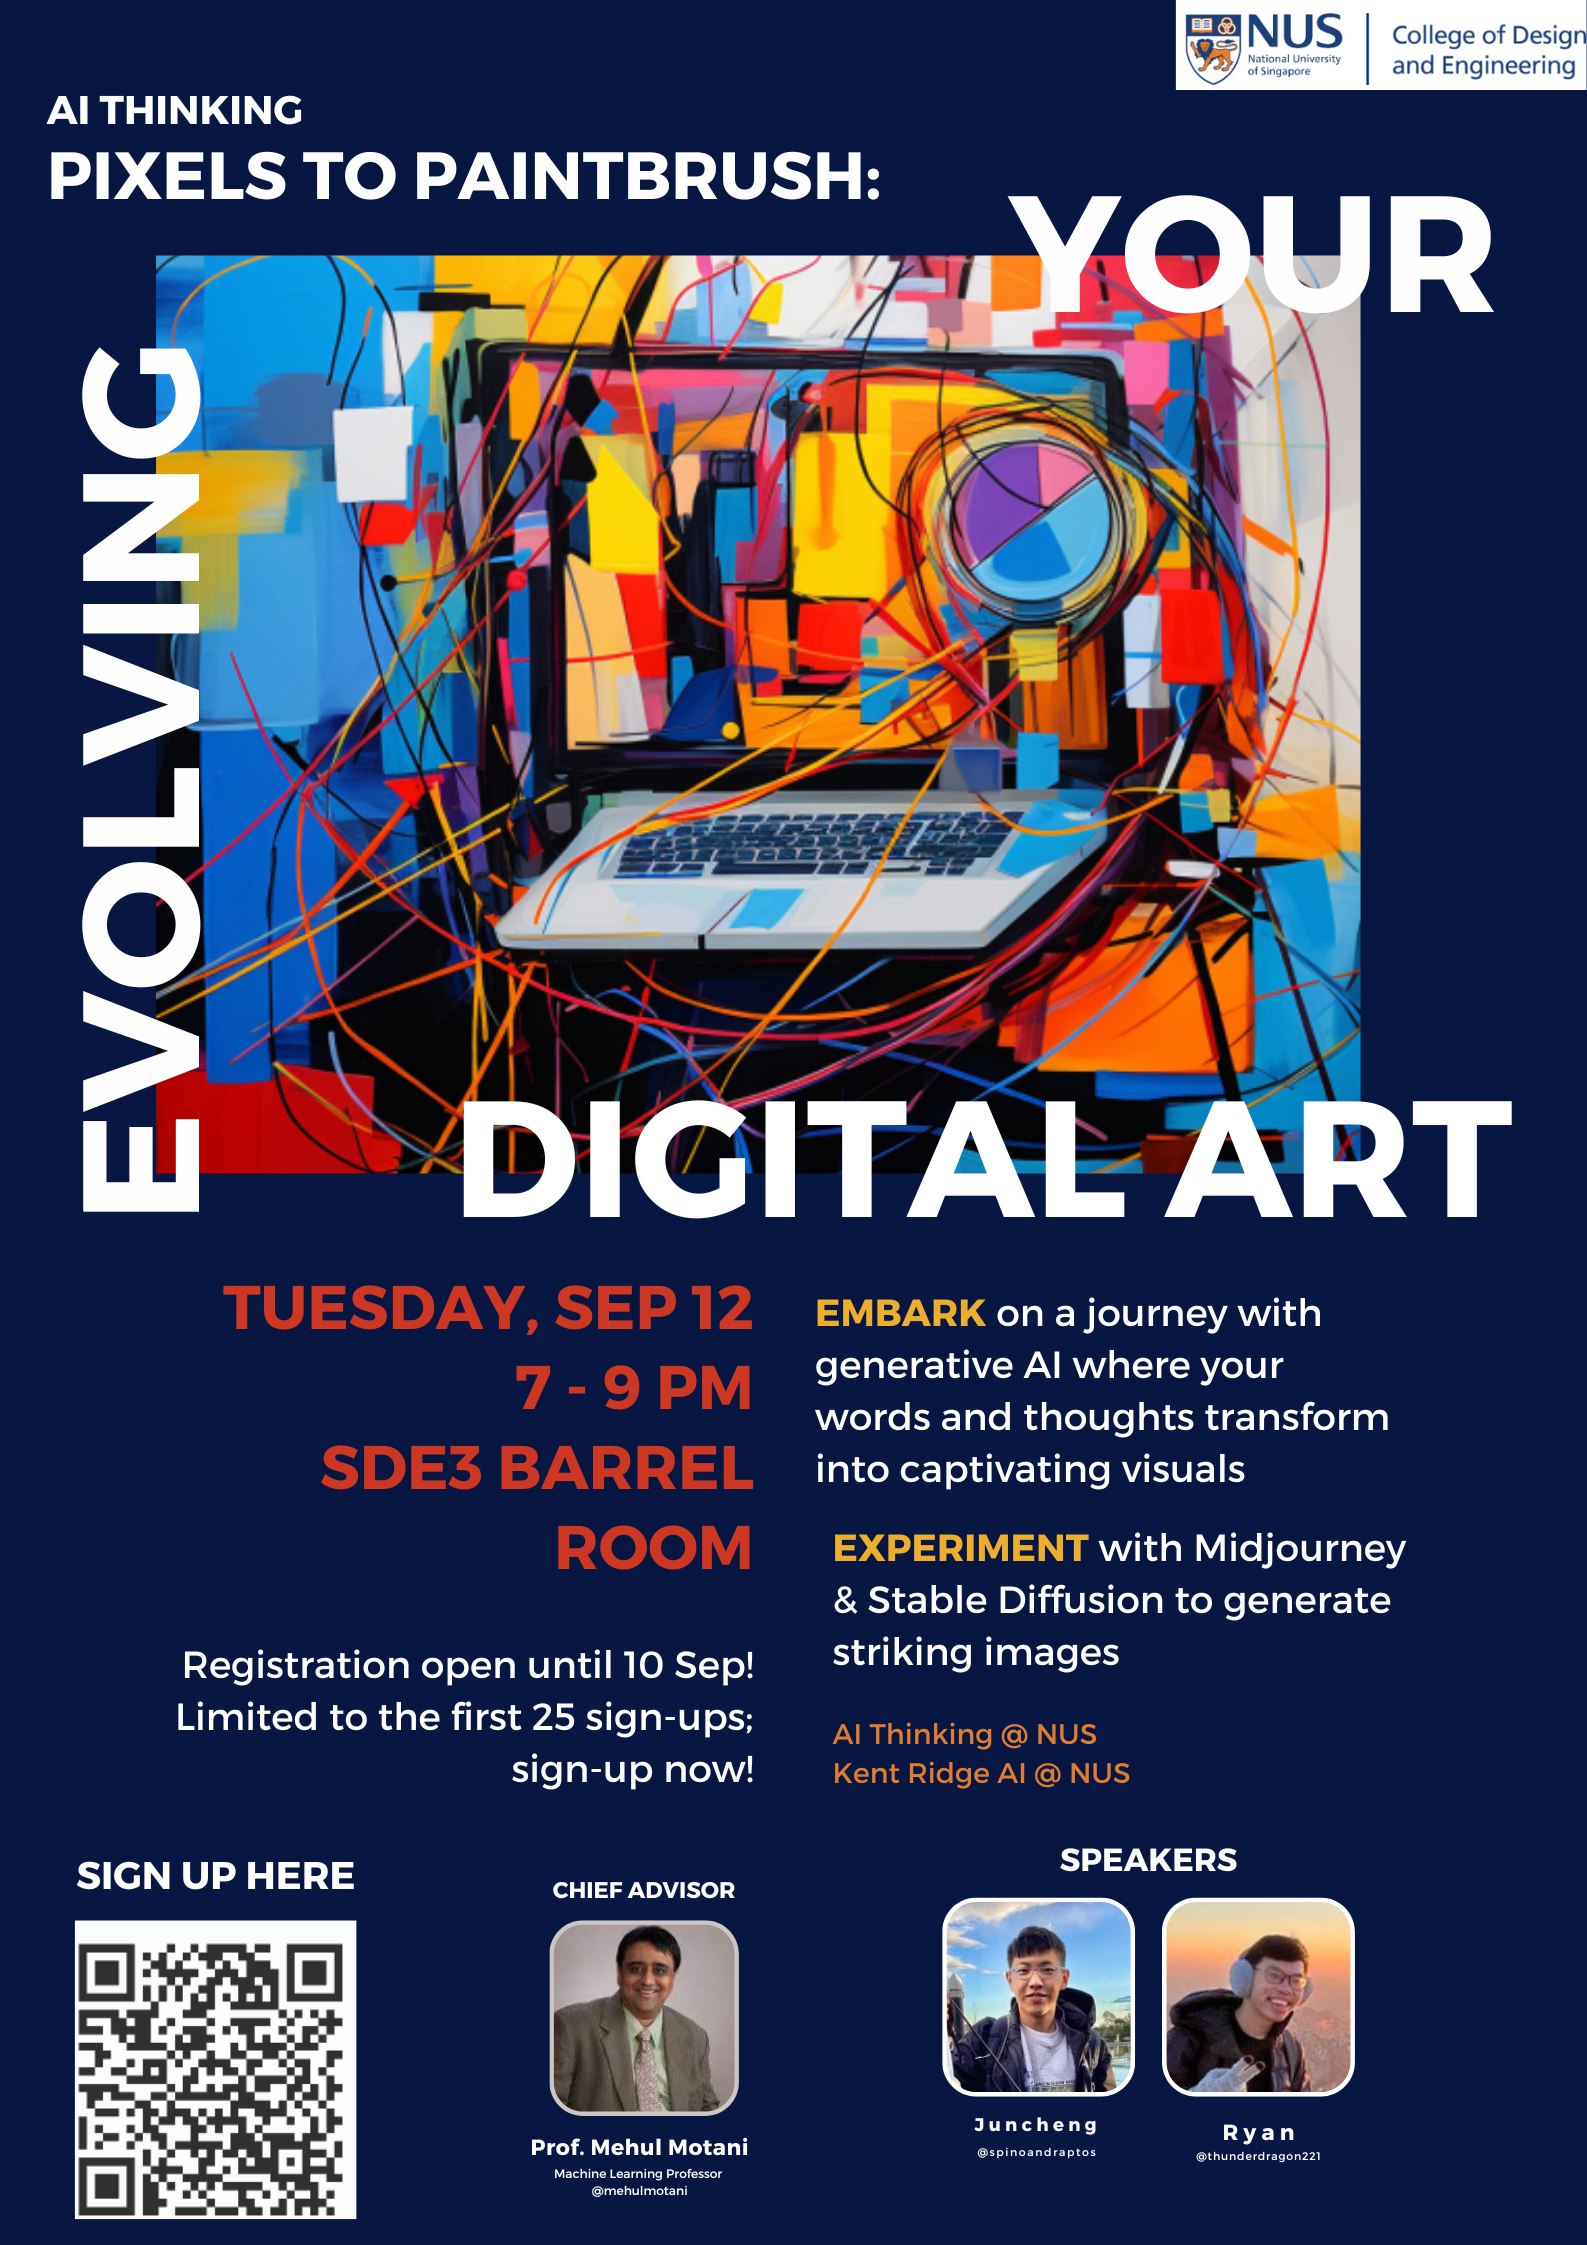 NUS
National University
of Singapore
College of Design
and Engineering
AI THINKING
PIXELS TO PAINTBRUSH:
EVOLVING
YOUR
DIGITAL ART
TUESDAY, SEP 12
7 - 9 PM
SDE3 BARREL
ROOM
Registration open until 10 Sep!
Limited to the first 25 sign-ups;
sign-up now!
EMBARK on a journey with
generative AI where your
words and thoughts transform
into captivating visuals
EXPERIMENT with Midjourney
& Stable Diffusion to generate
striking images
AI Thinking @ NUS
Kent Ridge AI @ NUS
SIGN UP HERE
CHIEF ADVISOR
Prof. Mehul Motani
Machine Learning Professor
@mehulmotani
SPEAKERS
Juncheng
@spinoandraptos
Ryan
@thunderdragon221